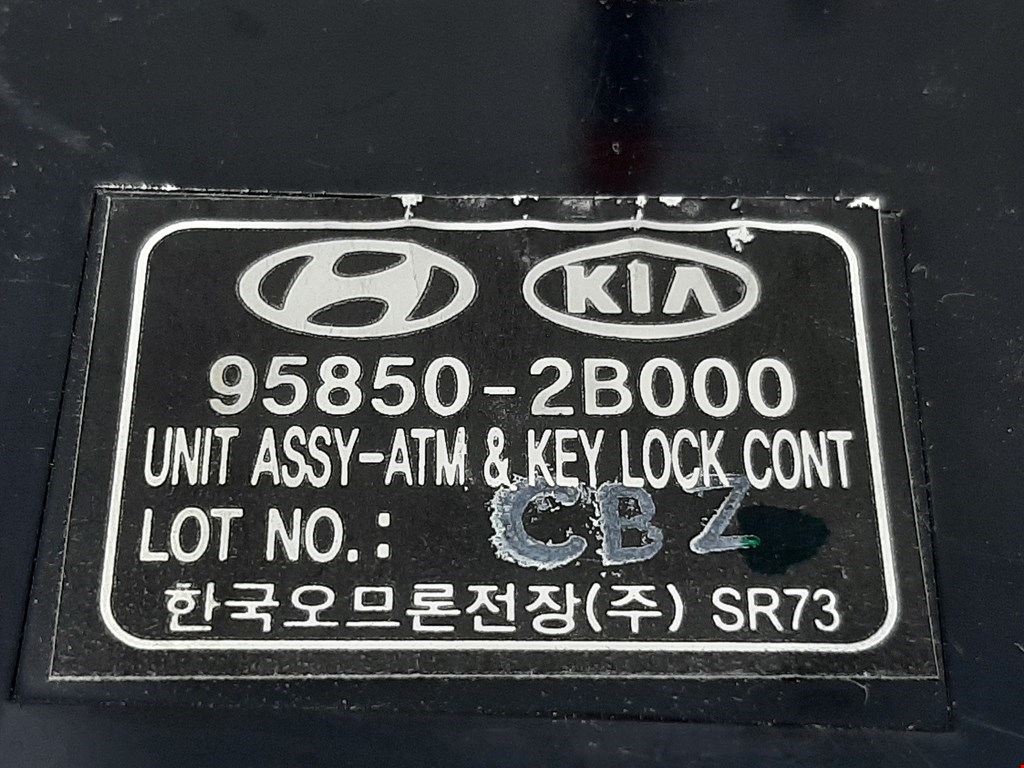 KIA
95850-2B000
UNIT ASSY-ATM & KEY LOCK CONT
LOT NO.: CBZ
한국오므론전장(주) SR73